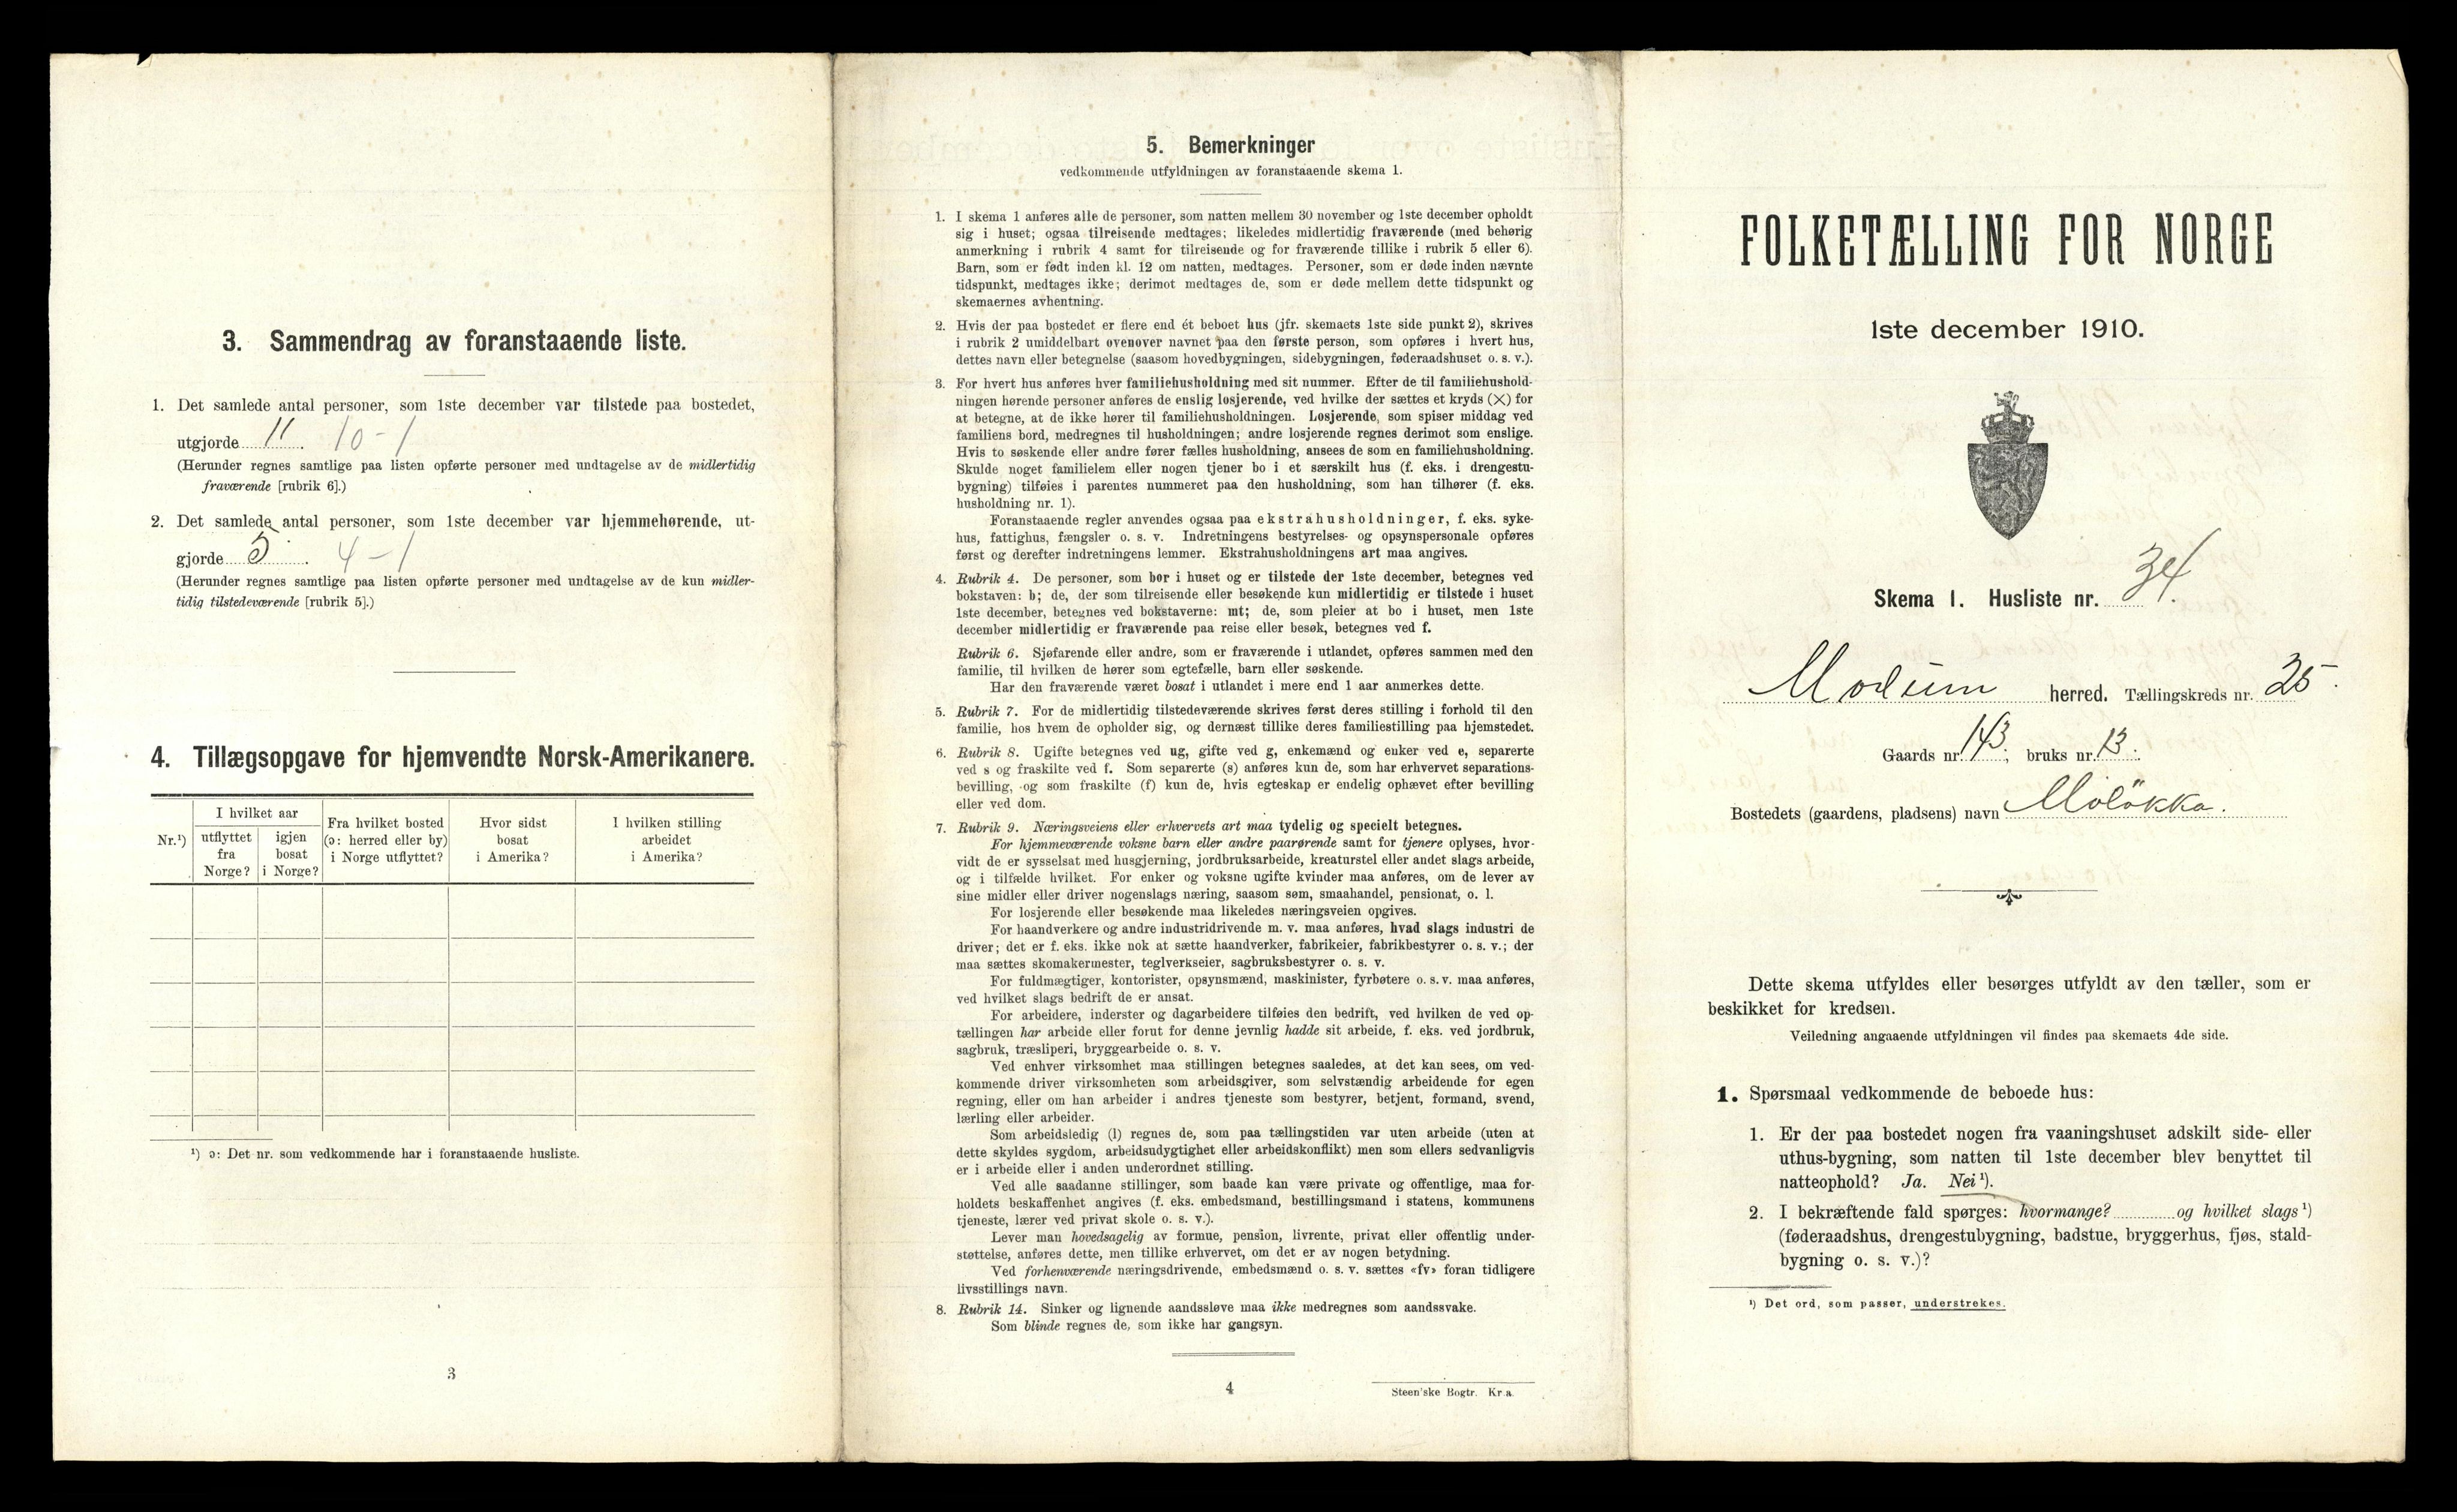 3. Sammendrag av foranstaaende liste.
1. Det samlede antal personer, som 1ste december var tilstede paa bostedet,
utgjorde 11. 10 - 1
(Herunder regnes samtlige paa listen opførte personer med undtagelse av de midlertidig
fraværende [rubrik 6].)
2. Det samlede antal personer, som 1ste december var hjemmehørende, ut-
gjorde 5. 4 - 1
(Herunder regnes samtlige paa listen opførte personer med undtagelse av de kun midler-
tidig tilstedeværende [rubrik 5].)
4. Tillægsopgave for hjemvendte Norsk-Amerikanere.
Nr.¹)
I hvilket aar
utflyttet
fra
Norge?
igjen
bosat
i Norge?
Fra hvilket bosted
(ɔ: herred eller by)
i Norge utflyttet?
Hvor sidst
bosat
i Amerika?
I hvilken stilling
arbeidet
i Amerika?
¹) ɔ: Det nr. som vedkommende har i foranstaaende husliste.
3
5. Bemerkninger
vedkommende utfyldningen av foranstaaende skema 1.
1. I skema 1 anføres alle de personer, som natten mellem 30 november og 1ste december opholdt
sig i huset; ogsaa tilreisende medtages; likeledes midlertidig fraværende (med behørig
anmerkning i rubrik 4 samt for tilreisende og for fraværende tillike i rubrik 5 eller 6).
Barn, som er født inden kl. 12 om natten, medtages. Personer, som er døde inden nævnte
tidspunkt, medtages ikke; derimot medtages de, som er døde mellem dette tidspunkt og
skemaernes avhentning.
2. Hvis der paa bostedet er flere end ét beboet hus (jfr. skemaets 1ste side punkt 2), skrives
i rubrik 2 umiddelbart ovenover navnet paa den første person, som opføres i hvert hus,
dettes navn eller betegnelse (saasom hovedbygningen, sidebygningen, føderaadshuset o. s. v.).
3. For hvert hus anføres hver familiehusholdning med sit nummer. Efter de til familiehushold-
ningen hørende personer anføres de enslig losjerende, ved hvilke der sættes et kryds (×) for
at betegne, at de ikke hører til familiehusholdningen. Losjerende, som spiser middag ved
familiens bord, medregnes til husholdningen; andre losjerende regnes derimot som enslige.
Hvis to søskende eller andre fører fælles husholdning, ansees de som en familiehusholdning.
Skulde noget familielem eller nogen tjener bo i et særskilt hus (f. eks. i drengestu-
bygning) tilføies i parentes nummeret paa den husholdning, som han tilhører (f. eks.
husholdning nr. 1).
Foranstaaende regler anvendes ogsaa paa ekstrahusholdninger, f. eks. syke-
hus, fattighus, fængsler o. s. v. Indretningens bestyrelses- og opsynspersonale opføres
først og derefter indretningens lemmer. Ekstrahusholdningens art maa angives.
4. Rubrik 4. De personer, som bor i huset og er tilstede der 1ste december, betegnes ved
bokstaven: b; de, der som tilreisende eller besøkende kun midlertidig er tilstede i huset
1ste december, betegnes ved bokstaverne: mt; de, som pleier at bo i huset, men 1ste
december midlertidig er fraværende paa reise eller besøk, betegnes ved f.
Rubrik 6. Sjøfarende eller andre, som er fraværende i utlandet, opføres sammen med den
familie, til hvilken de hører som egtefælle, barn eller søskende.
Har den fraværende været bosat i utlandet i mere end 1 aar anmerkes dette.
5. Rubrik 7. For de midlertidig tilstedeværende skrives først deres stilling i forhold til den
familie, hos hvem de opholder sig, og dernæst tillike deres familiestilling paa hjemstedet.
6. Rubrik 8. Ugifte betegnes ved ug, gifte ved g, enkemænd og enker ved e, separerte
ved s og fraskilte ved f. Som separerte (s) anføres kun de, som har erhvervet separations-
bevilling, og som fraskilte (f) kun de, hvis egteskap er endelig ophævet efter bevilling
eller ved dom.
7. Rubrik 9. Næringsveiens eller erhvervets art maa tydelig og specielt betegnes.
For hjemmeværende voksne barn eller andre paarørende samt for tjenere oplyses, hvor-
vidt de er sysselsat med husgjerning, jordbruksarbeide, kreaturstel eller andet slags arbeide,
og i tilfælde hvilket. For enker og voksne ugifte kvinder maa anføres, om de lever av
sine midler eller driver nogenslags næring, saasom søm, smaahandel, pensionat, o. l.
For losjerende eller besøkende maa likeledes næringsveien opgives.
For haandverkere og andre industridrivende m. v. maa anføres, hvad slags industri de
driver; det er f. eks. ikke nok at sætte haandverker, fabrikeier, fabrikbestyrer o. s. v.; der
maa sættes skomakermester, teglverkseier, sagbruksbestyrer o. s. v.
For fuldmægtiger, kontorister, opsynsmænd, maskinister, fyrbøtere o. s. v. maa anføres,
ved hvilket slags bedrift de er ansat.
For arbeidere, inderster og dagarbeidere tilføies den bedrift, ved hvilken de ved op-
tællingen har arbeide eller forut for denne jevnlig hadde sit arbeide, f. eks. ved jordbruk,
sagbruk, træsliperi, bryggearbeide o. s. v.
Ved enhver virksomhet maa stillingen betegnes saaledes, at det kan sees, om ved-
kommende driver virksomheten som arbeidsgiver, som selvstændig arbeidende for egen
regning, eller om han arbeider i andres tjeneste som bestyrer, betjent, formand, svend,
lærling eller arbeider.
Som arbeidsledig (l) regnes de, som paa tællingstiden var uten arbeide (uten at
dette skyldes sygdom, arbeidsudygtighet eller arbeidskonflikt) men som ellers sedvanligvis
er i arbeide eller i anden underordnet stilling.
Ved alle saadanne stillinger, som baade kan være private og offentlige, maa for-
holdets beskaffenhet angives (f. eks. embedsmand, bestillingsmand i statens, kommunens
tjeneste, lærer ved privat skole o. s. v.).
Lever man hovedsagelig av formue, pension, livrente, privat eller offentlig under-
støttelse, anføres dette, men tillike erhvervet, om det er av nogen betydning.
Ved forhenværende næringsdrivende, embedsmænd o. s. v. sættes «fv» foran tidligere
livsstillings navn.
8. Rubrik 14. Sinker og lignende aandssløve maa ikke medregnes som aandssvake.
Som blinde regnes de, som ikke har gangsyn.
4
Steen'ske Bogtr. Kr.a.
FOLKETÆLLING FOR NORGE
1ste december 1910.
Skema 1. Husliste nr. 34.
Modum herred. Tællingskreds nr. 25.
Gaards nr. 143; bruks nr. 13.
Bostedets (gaardens, pladsens) navn Moløkka.
Dette skema utfyldes eller besørges utfyldt av den tæller, som er
beskikket for kredsen.
Veiledning angaaende utfyldningen vil findes paa skemaets 4de side.
1. Spørsmaal vedkommende de beboede hus:
1. Er der paa bostedet nogen fra vaaningshuset adskilt side- eller
uthus-bygning, som natten til 1ste december blev benyttet til
natteophold? Ja. Nei¹).
2. I bekræftende fald spørges: hvormange? og hvilket slags¹)
(føderaadshus, drengestubygning, badstue, bryggerhus, fjøs, stald-
bygning o. s. v.)?
¹) Det ord, som passer, understrekes.